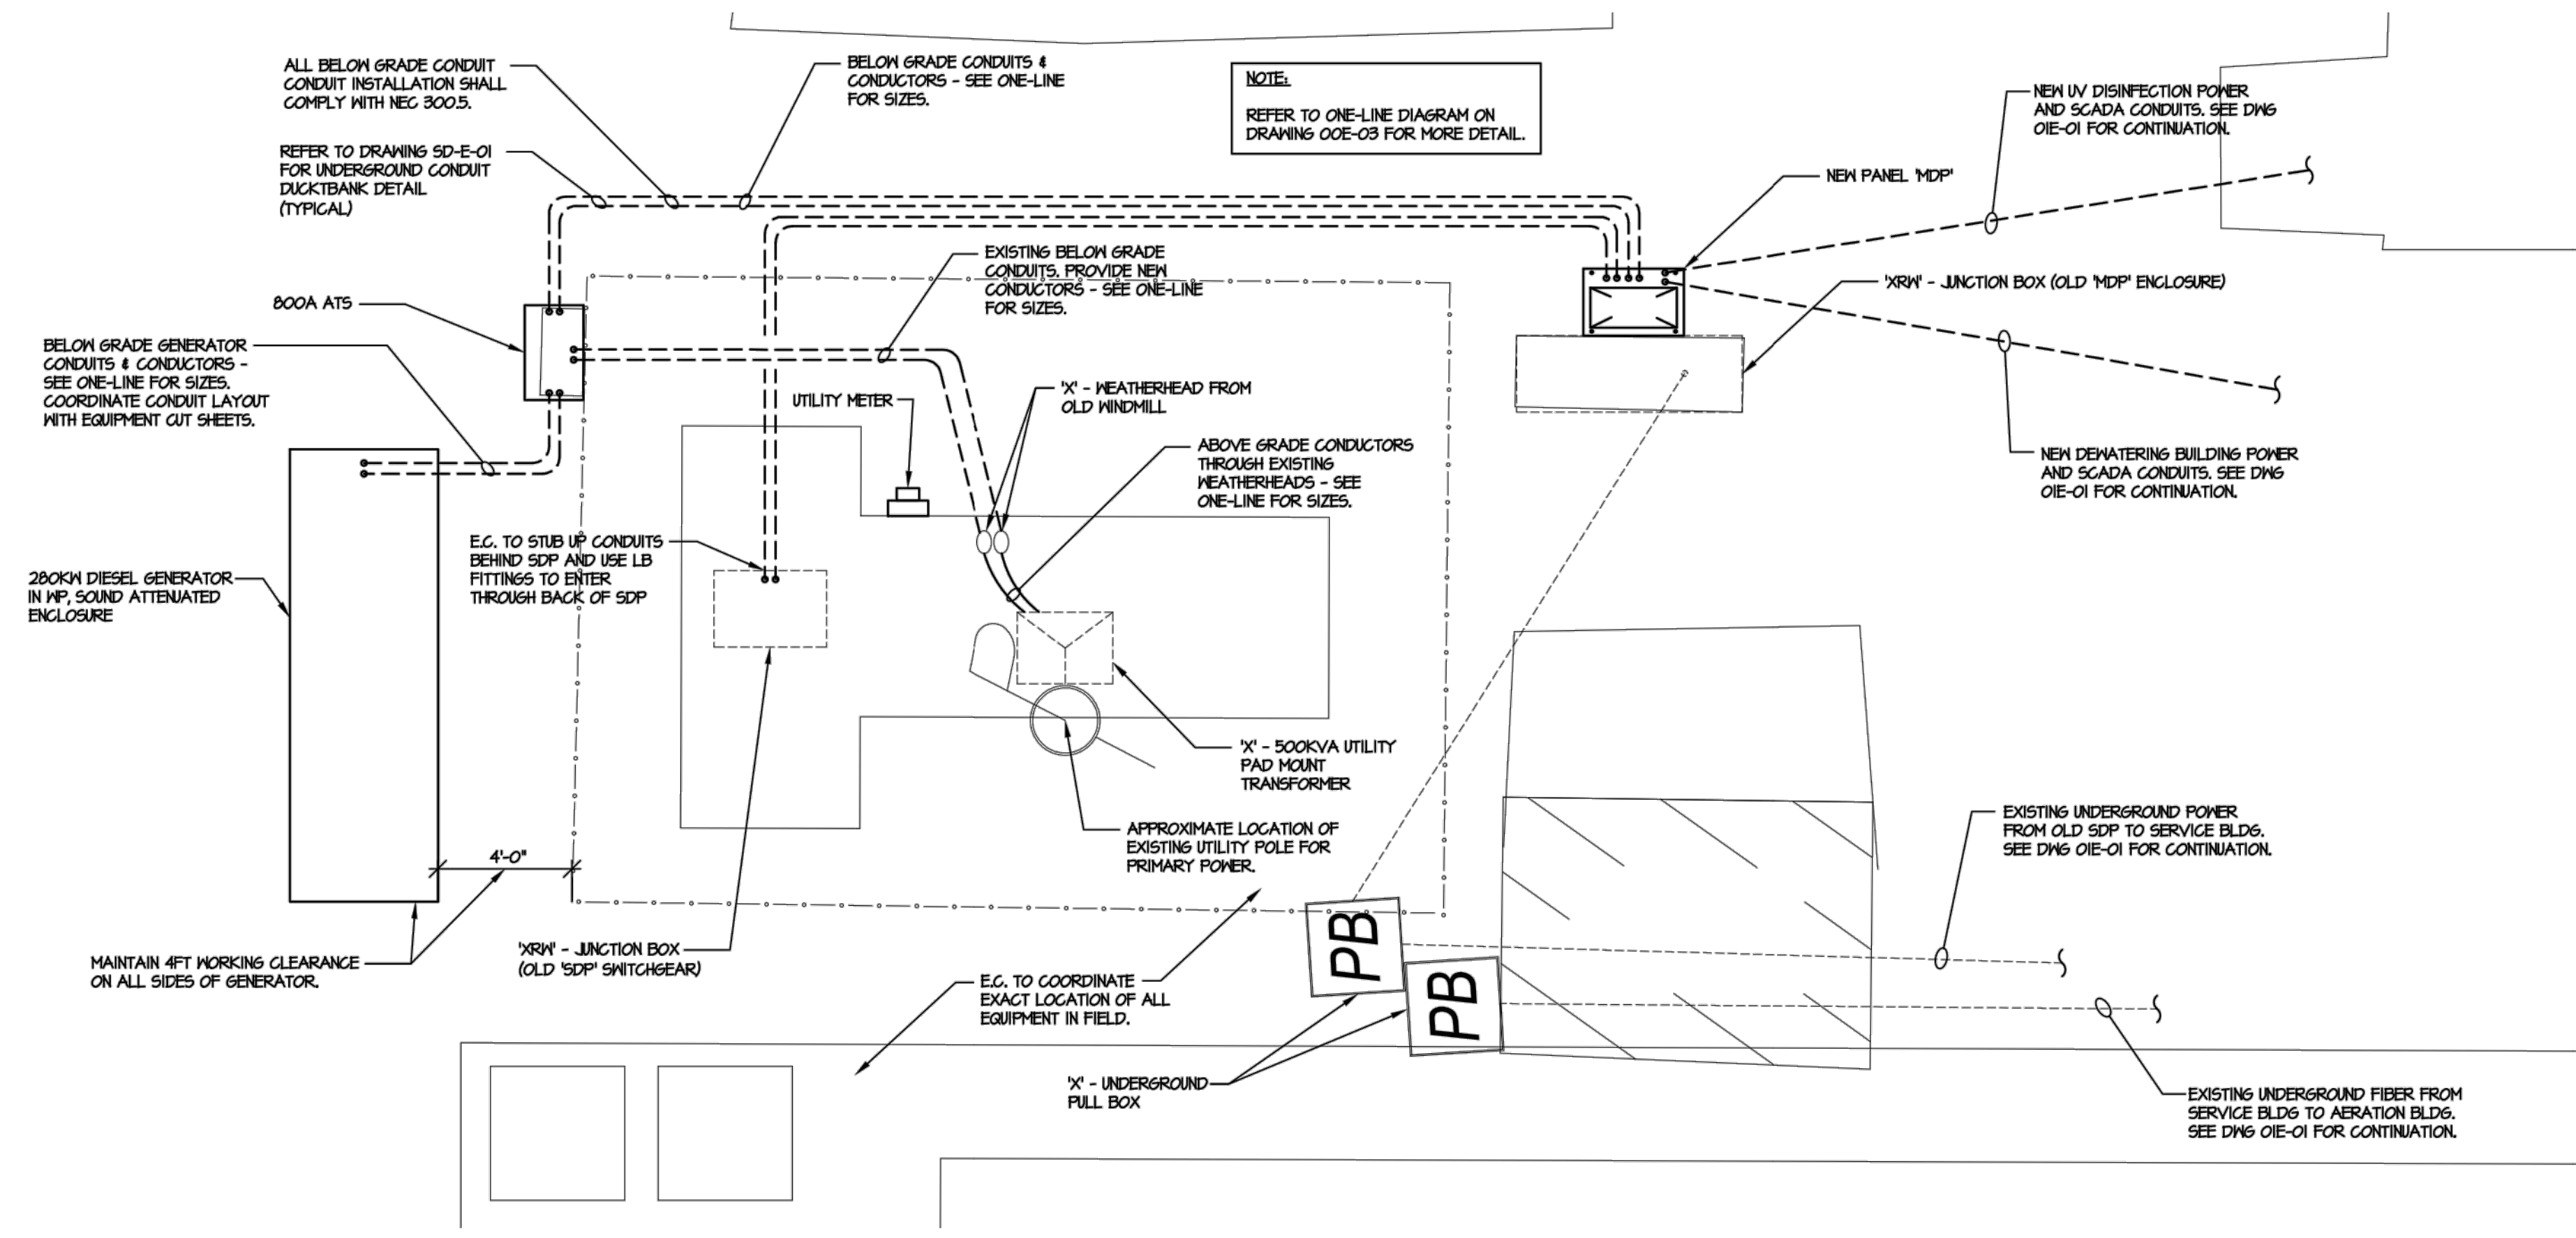 ALL BELOW GRADE CONDUIT
CONDUIT INSTALLATION SHALL
COMPLY WITH NEC 300.5.
BELOW GRADE CONDUITS &
CONDUCTORS - SEE ONE-LINE
FOR SIZES.
NOTE:
REFER TO ONE-LINE DIAGRAM ON
DRAWING 00E-03 FOR MORE DETAIL.
NEW UV DISINFECTION POWER
AND SCADA CONDUITS. SEE DWG
01E-01 FOR CONTINUATION.
REFER TO DRAWING SD-E-01
FOR UNDERGROUND CONDUIT
DUCKTBANK DETAIL
(TYPICAL)
NEW PANEL 'MDP'
EXISTING BELOW GRADE
CONDUITS. PROVIDE NEW
CONDUCTORS - SEE ONE-LINE
FOR SIZES.
'XRW' - JUNCTION BOX (OLD 'MDP' ENCLOSURE)
800A ATS
BELOW GRADE GENERATOR
CONDUITS & CONDUCTORS -
SEE ONE-LINE FOR SIZES.
COORDINATE CONDUIT LAYOUT
WITH EQUIPMENT CUT SHEETS.
UTILITY METER
'X' - WEATHERHEAD FROM
OLD WINDMILL
ABOVE GRADE CONDUCTORS
THROUGH EXISTING
WEATHERHEADS - SEE
ONE-LINE FOR SIZES.
NEW DEWATERING BUILDING POWER
AND SCADA CONDUITS. SEE DWG
01E-01 FOR CONTINUATION.
E.C. TO STUB UP CONDUITS
BEHIND SDP AND USE LB
FITTINGS TO ENTER
THROUGH BACK OF SDP
280KW DIESEL GENERATOR
IN WP, SOUND ATTENUATED
ENCLOSURE
'X' - 500KVA UTILITY
PAD MOUNT
TRANSFORMER
APPROXIMATE LOCATION OF
EXISTING UTILITY POLE FOR
PRIMARY POWER.
EXISTING UNDERGROUND POWER
FROM OLD SDP TO SERVICE BLDG.
SEE DWG 01E-01 FOR CONTINUATION.
4'-0"
MAINTAIN 4FT WORKING CLEARANCE
ON ALL SIDES OF GENERATOR.
'XRW' - JUNCTION BOX
(OLD 'SDP' SWITCHGEAR)
E.C. TO COORDINATE
EXACT LOCATION OF ALL
EQUIPMENT IN FIELD.
PB
PB
'X' - UNDERGROUND
PULL BOX
EXISTING UNDERGROUND FIBER FROM
SERVICE BLDG TO AERATION BLDG.
SEE DWG 01E-01 FOR CONTINUATION.